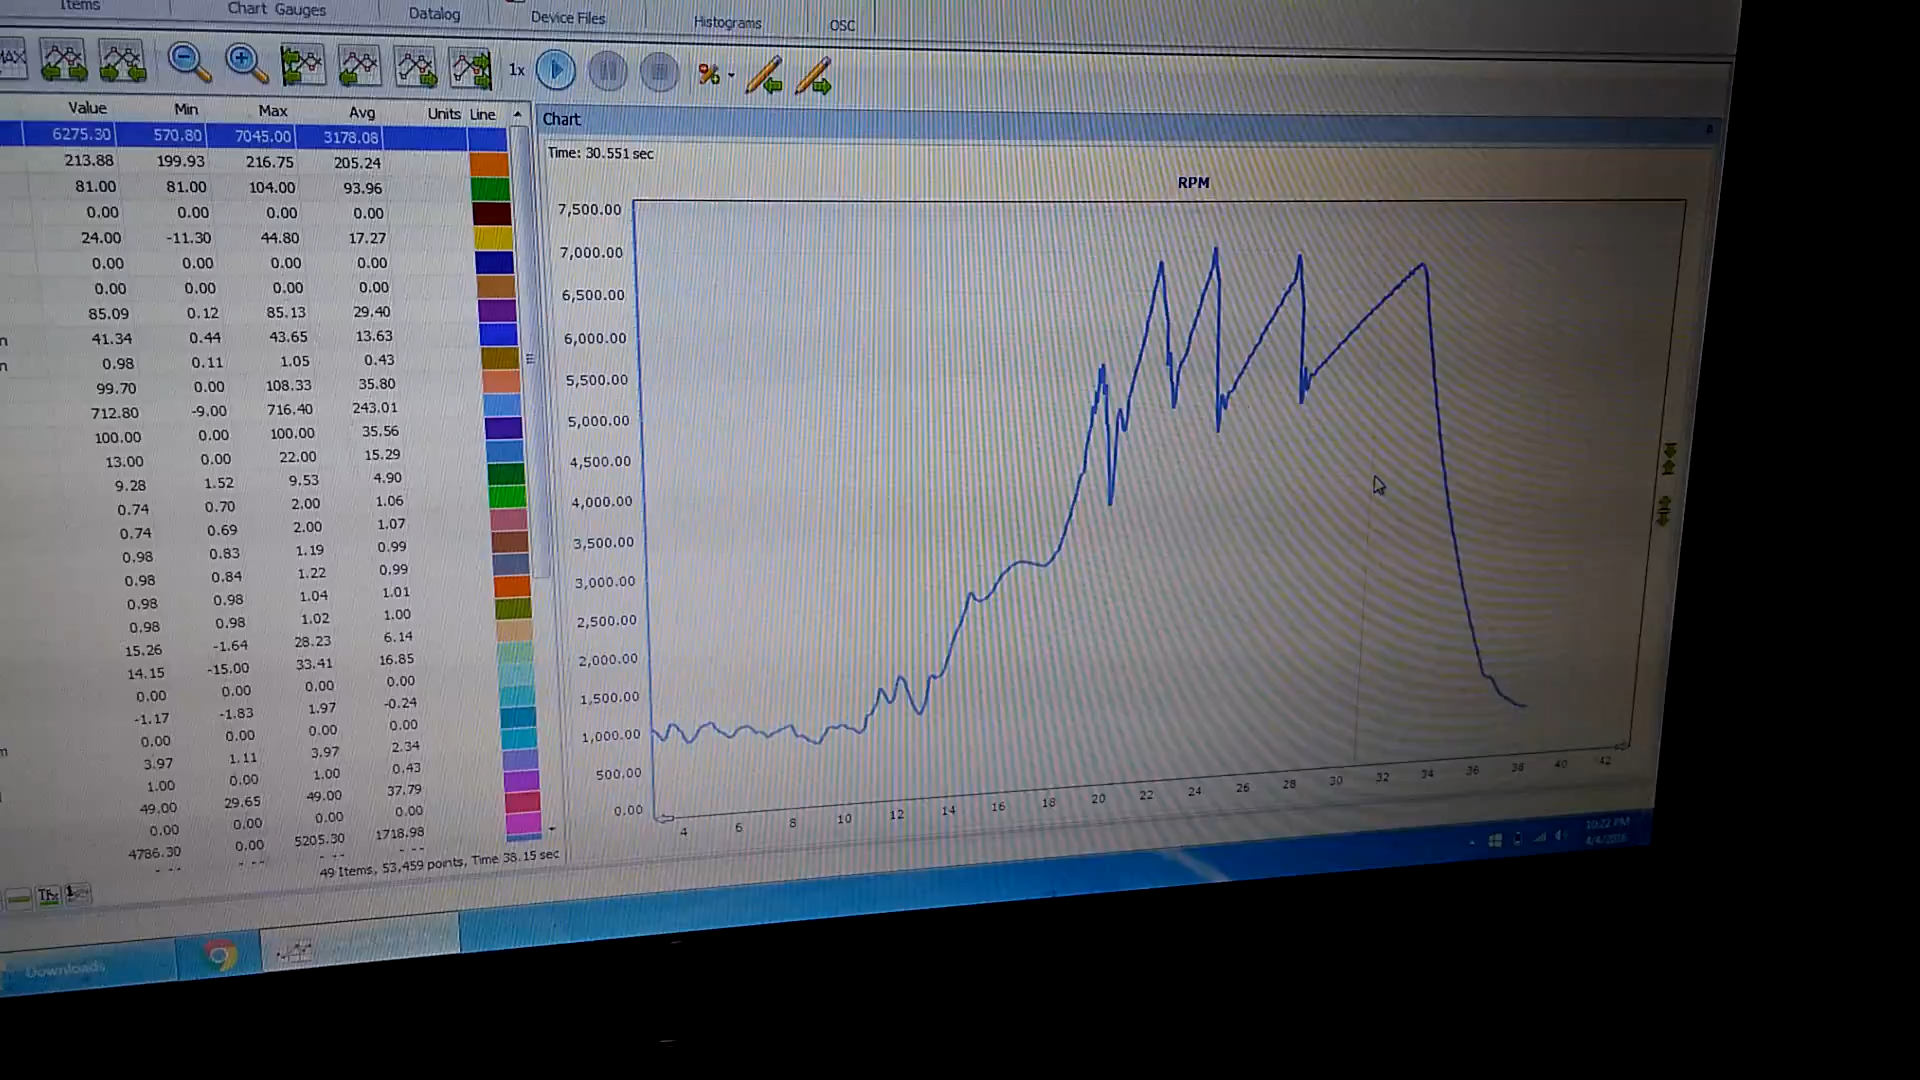 Items Chart Gauges Datalog Device Files Histograms OSC
MAX 1x
Value Min Max Avg Units Line
6275.30 570.80 7045.00 3178.08
213.88 199.93 216.75 205.24
81.00 81.00 104.00 93.96
0.00 0.00 0.00 0.00
24.00 -11.30 44.80 17.27
0.00 0.00 0.00 0.00
0.00 0.00 0.00 0.00
85.09 0.12 85.13 29.40
n 41.34 0.44 43.65 13.63
n 0.98 0.11 1.05 0.43
99.70 0.00 108.33 35.80
712.80 -9.00 716.40 243.01
100.00 0.00 100.00 35.56
13.00 0.00 22.00 15.29
9.28 1.52 9.53 4.90
0.74 0.70 2.00 1.06
0.74 0.69 2.00 1.07
0.98 0.83 1.19 0.99
0.98 0.84 1.22 0.99
0.98 0.98 1.04 1.01
0.98 0.98 1.02 1.00
15.26 -1.64 28.23 6.14
14.15 -15.00 33.41 16.85
0.00 0.00 0.00 0.00
-1.17 -1.83 1.97 -0.24
0.00 0.00 0.00 0.00
m 3.97 1.11 3.97 2.34
1.00 0.00 1.00 0.43
49.00 29.65 49.00 37.79
0.00 0.00 0.00 0.00
4786.30 0.00 5205.30 1718.98
49 Items, 53,459 points, Time 38.15 sec
Chart
Time: 30.551 sec
RPM
7,500.00
7,000.00
6,500.00
6,000.00
5,500.00
5,000.00
4,500.00
4,000.00
3,500.00
3,000.00
2,500.00
2,000.00
1,500.00
1,000.00
500.00
0.00
4 6 8 10 12 14 16 18 20 22 24 26 28 30 32 34 36 38 40 42
10:22 PM
4/4/2016
Downloads